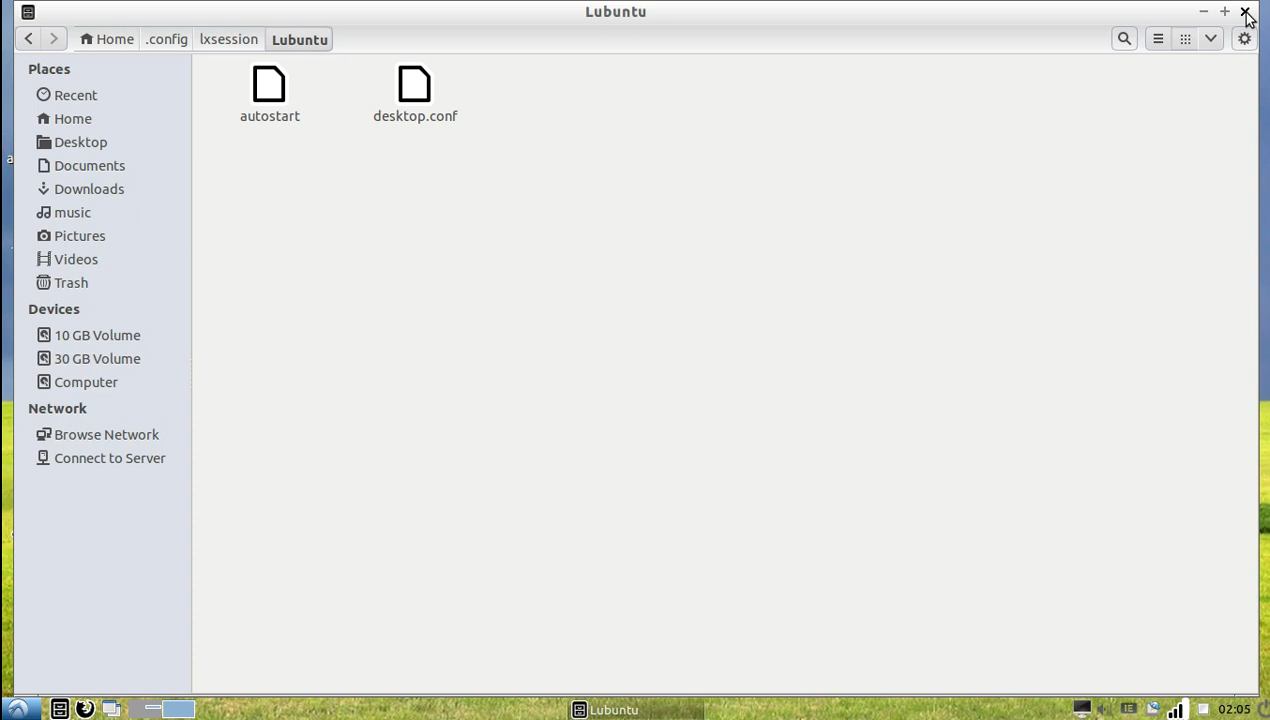 Lubuntu
Home .config lxsession Lubuntu
Places
Recent
Home
Desktop
Documents
Downloads
music
Pictures
Videos
Trash
Devices
10 GB Volume
30 GB Volume
Computer
Network
Browse Network
Connect to Server
autostart desktop.conf
a
Lubuntu
IE
02:05